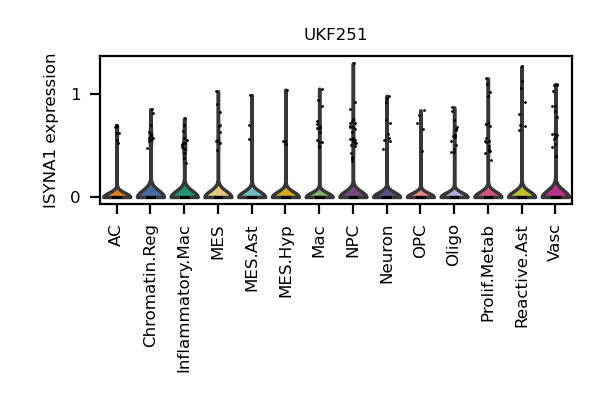 UKF251
ISYNA1 expression
1
0
AC
Chromatin.Reg
Inflammatory.Mac
MES
MES.Ast
MES.Hyp
Mac
NPC
Neuron
OPC
Oligo
Prolif.Metab
Reactive.Ast
Vasc